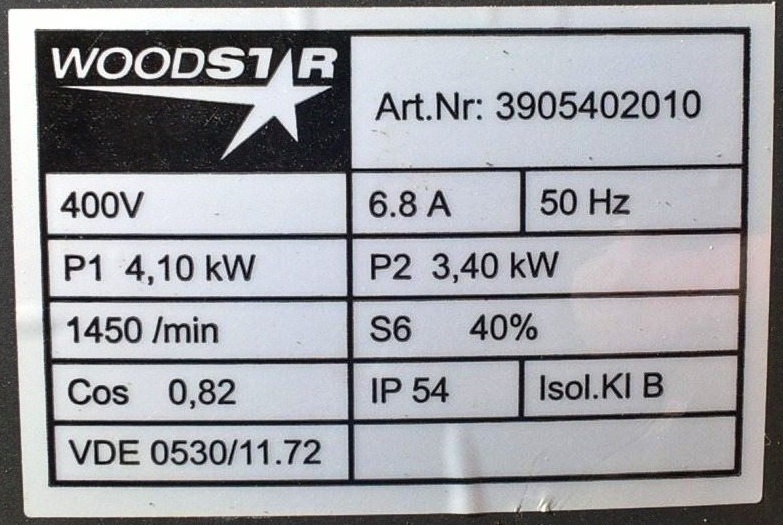 WOODSTAR
Art.Nr: 3905402010
400V
6.8 A
50 Hz
P1 4,10 kW
P2 3,40 kW
1450 /min
S6 40%
Cos 0,82
IP 54
Isol.Kl B
VDE 0530/11.72